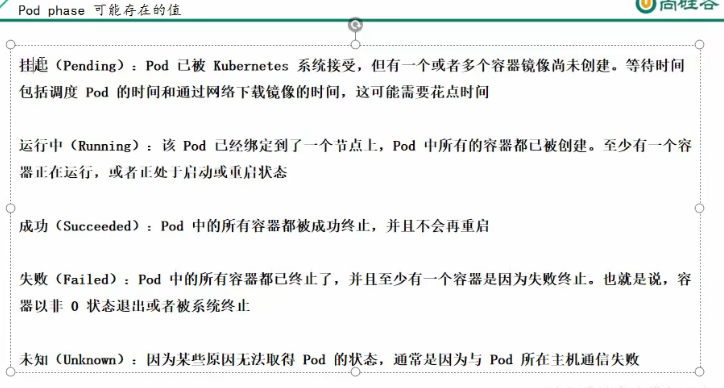 Pod phase 可能存在的值
尚硅谷
挂起（Pending）：Pod 已被 Kubernetes 系统接受，但有一个或者多个容器镜像尚未创建。等待时间
包括调度 Pod 的时间和通过网络下载镜像的时间，这可能需要花点时间
运行中（Running）：该 Pod 已经绑定到了一个节点上，Pod 中所有的容器都已被创建。至少有一个容
器正在运行，或者正处于启动或重启状态
成功（Succeeded）：Pod 中的所有容器都被成功终止，并且不会再重启
失败（Failed）：Pod 中的所有容器都已终止了，并且至少有一个容器是因为失败终止。也就是说，容
器以非 0 状态退出或者被系统终止
未知（Unknown）：因为某些原因无法取得 Pod 的状态，通常是因为与 Pod 所在主机通信失败